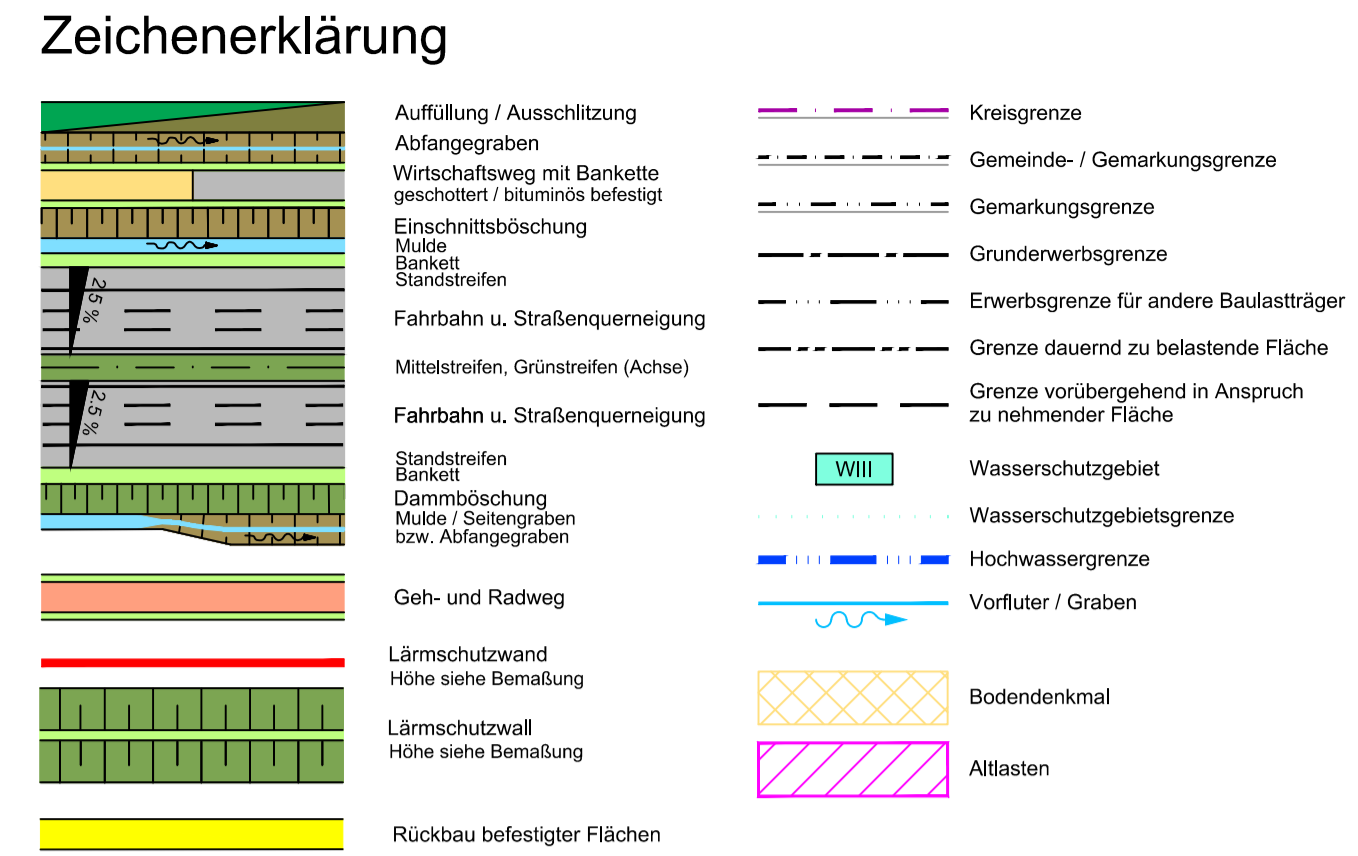 Zeichenerklärung
Auffüllung / Ausschlitzung
Abfangegraben
Wirtschaftsweg mit Bankette
geschottert / bituminös befestigt
Einschnittsböschung
Mulde
Bankett
Standstreifen
2.5 %
Fahrbahn u. Straßenquerneigung
Mittelstreifen, Grünstreifen (Achse)
2.5 %
Fahrbahn u. Straßenquerneigung
Standstreifen
Bankett
Dammböschung
Mulde / Seitengraben
bzw. Abfangegraben
Geh- und Radweg
Lärmschutzwand
Höhe siehe Bemaßung
Lärmschutzwall
Höhe siehe Bemaßung
Rückbau befestigter Flächen
Kreisgrenze
Gemeinde- / Gemarkungsgrenze
Gemarkungsgrenze
Grunderwerbsgrenze
Erwerbsgrenze für andere Baulastträger
Grenze dauernd zu belastende Fläche
Grenze vorübergehend in Anspruch
zu nehmender Fläche
WIII
Wasserschutzgebiet
Wasserschutzgebietsgrenze
Hochwassergrenze
Vorfluter / Graben
Bodendenkmal
Altlasten